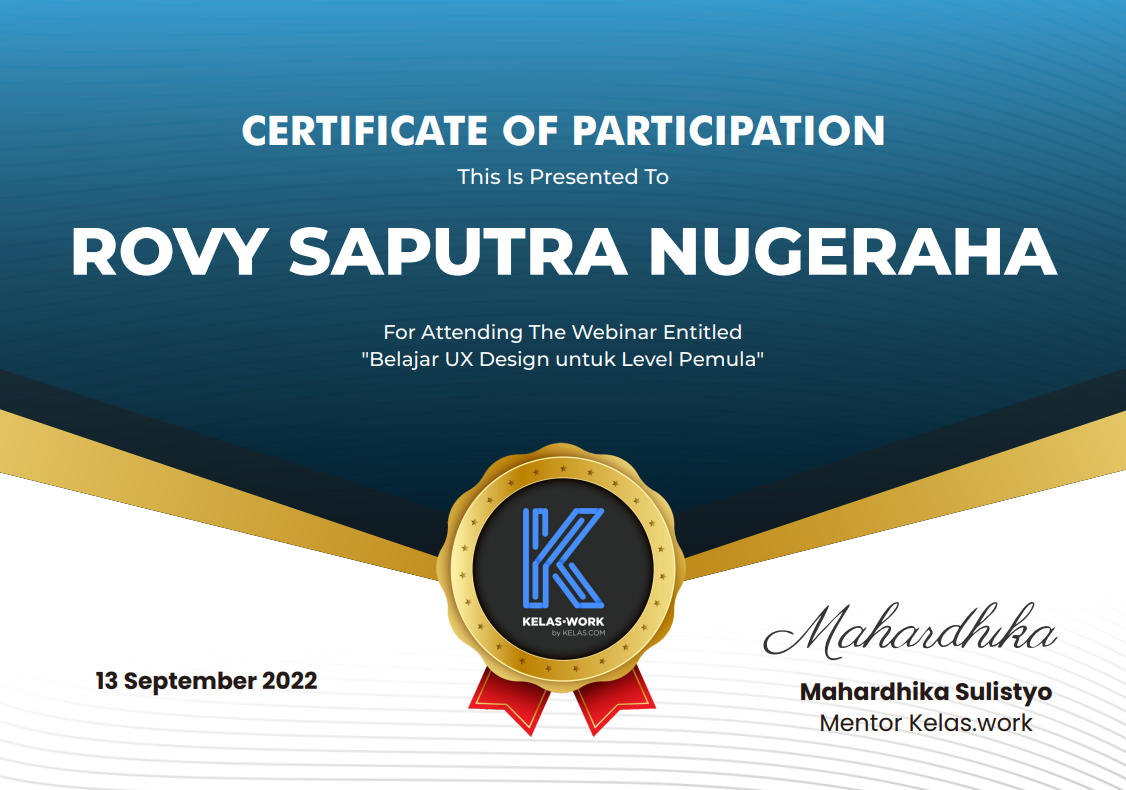 CERTIFICATE OF PARTICIPATION
This Is Presented To
ROVY SAPUTRA NUGERAHA
For Attending The Webinar Entitled
"Belajar UX Design untuk Level Pemula"
K
KELAS•WORK
by KELAS.COM
13 September 2022
Mahardhika
Mahardhika Sulistyo
Mentor Kelas.work